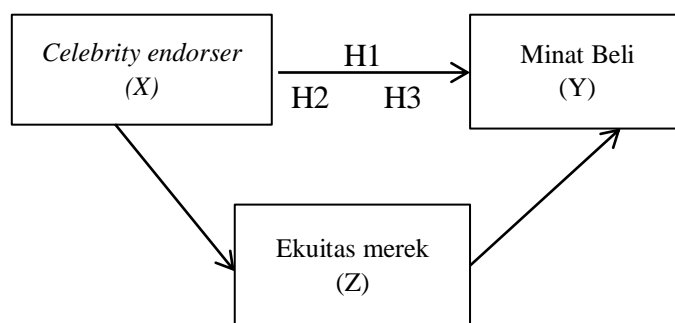 Celebrity endorser
(X)
H1
H2 H3
Minat Beli
(Y)
Ekuitas merek
(Z)